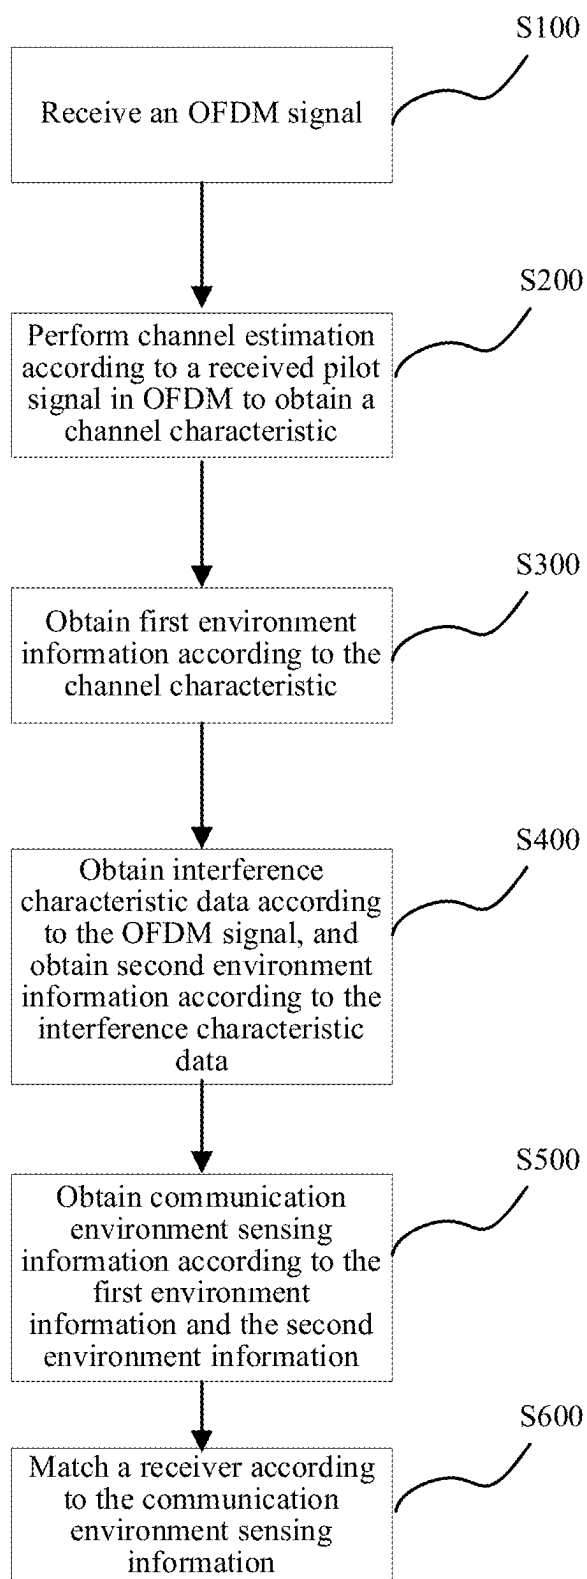 S100
Receive an OFDM signal
S200
Perform channel estimation
according to a received pilot
signal in OFDM to obtain a
channel characteristic
S300
Obtain first environment
information according to the
channel characteristic
S400
Obtain interference
characteristic data according
to the OFDM signal, and
obtain second environment
information according to the
interference characteristic
data
S500
Obtain communication
environment sensing
information according to the
first environment
information and the second
environment information
S600
Match a receiver according
to the communication
environment sensing
information